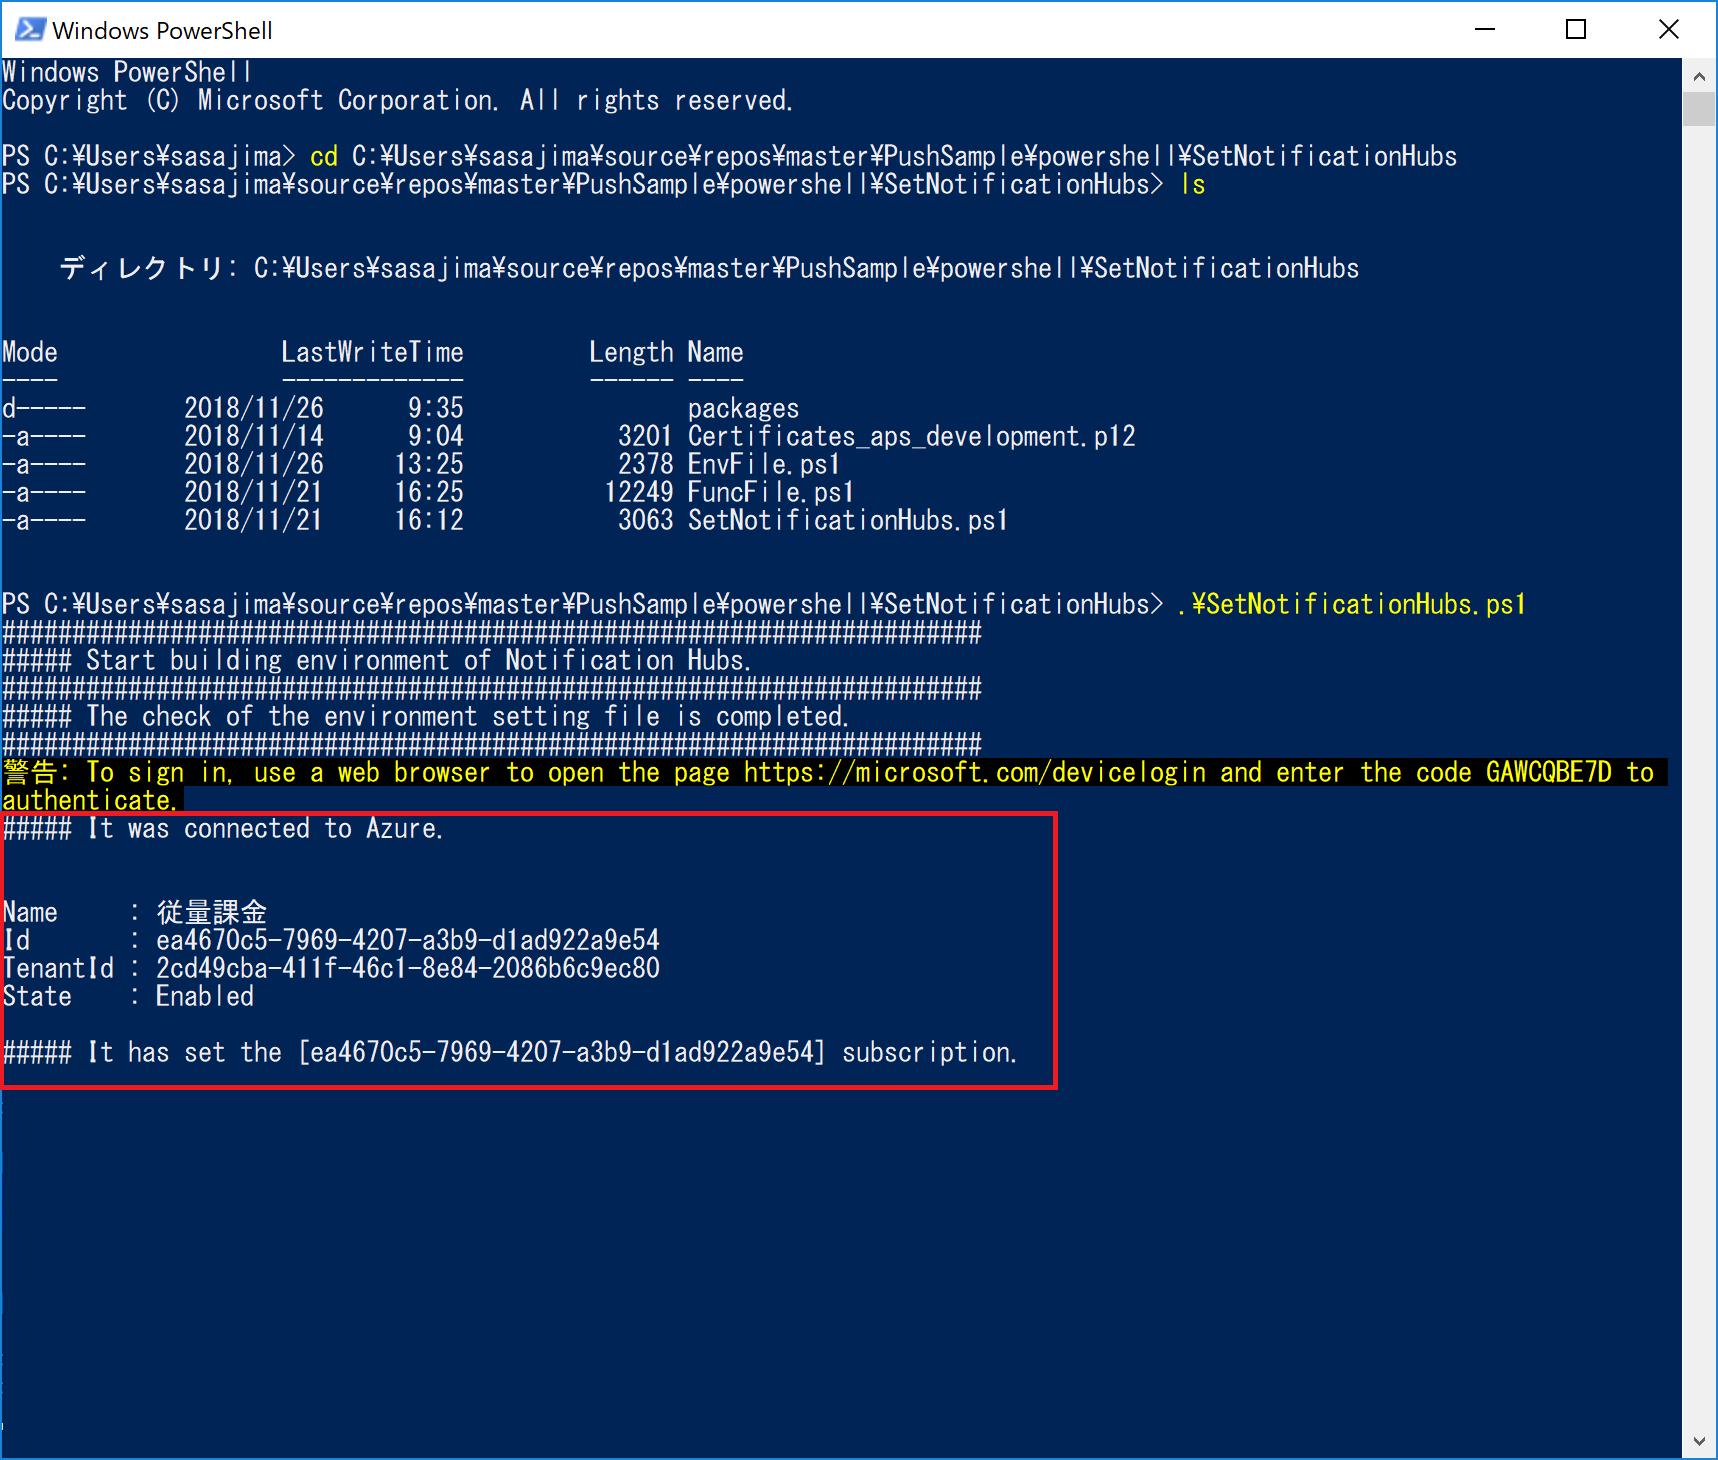 Windows PowerShell
Windows PowerShell
Copyright (C) Microsoft Corporation. All rights reserved.
PS C:¥Users¥sasajima> cd C:¥Users¥sasajima¥source¥repos¥master¥PushSample¥powershell¥SetNotificationHubs
PS C:¥Users¥sasajima¥source¥repos¥master¥PushSample¥powershell¥SetNotificationHubs> ls
ディレクトリ: C:¥Users¥sasajima¥source¥repos¥master¥PushSample¥powershell¥SetNotificationHubs
Mode                LastWriteTime         Length Name
----                -------------         ------ ----
d-----       2018/11/26      9:35                packages
-a----       2018/11/14      9:04           3201 Certificates_aps_development.p12
-a----       2018/11/26     13:25           2378 EnvFile.ps1
-a----       2018/11/21     16:25          12249 FuncFile.ps1
-a----       2018/11/21     16:12           3063 SetNotificationHubs.ps1
PS C:¥Users¥sasajima¥source¥repos¥master¥PushSample¥powershell¥SetNotificationHubs> .¥SetNotificationHubs.ps1
######################################################################
##### Start building environment of Notification Hubs.
######################################################################
##### The check of the environment setting file is completed.
######################################################################
警告: To sign in, use a web browser to open the page https://microsoft.com/devicelogin and enter the code GAWCQBE7D to
authenticate.
##### It was connected to Azure.
Name     : 従量課金
Id       : ea4670c5-7969-4207-a3b9-d1ad922a9e54
TenantId : 2cd49cba-411f-46c1-8e84-2086b6c9ec80
State    : Enabled
##### It has set the [ea4670c5-7969-4207-a3b9-d1ad922a9e54] subscription.